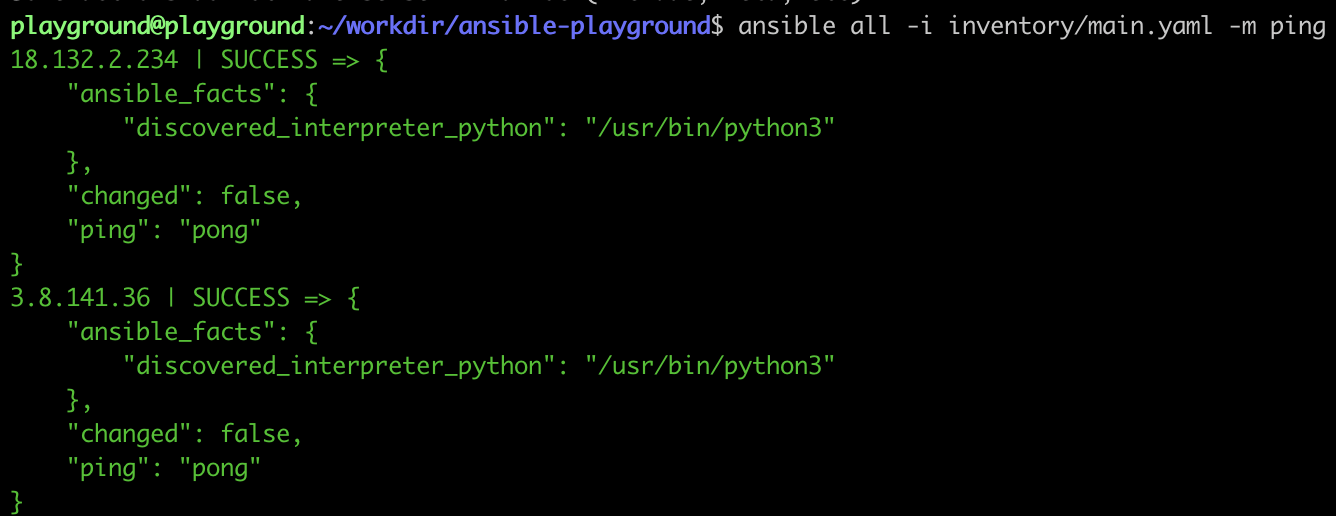 playground@playground:~/workdir/ansible-playground$ ansible all -i inventory/main.yaml -m ping
18.132.2.234 | SUCCESS => {
    "ansible_facts": {
        "discovered_interpreter_python": "/usr/bin/python3"
    },
    "changed": false,
    "ping": "pong"
}
3.8.141.36 | SUCCESS => {
    "ansible_facts": {
        "discovered_interpreter_python": "/usr/bin/python3"
    },
    "changed": false,
    "ping": "pong"
}